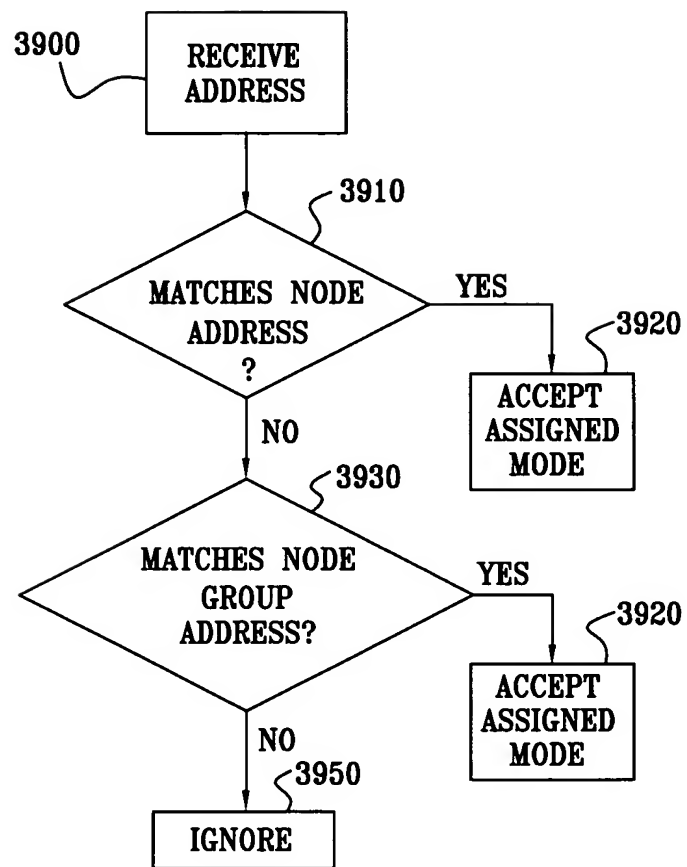 3900
RECEIVE
ADDRESS
3910
MATCHES NODE
ADDRESS
?
YES
3920
ACCEPT
ASSIGNED
MODE
NO
3930
MATCHES NODE
GROUP
ADDRESS?
YES
3920
ACCEPT
ASSIGNED
MODE
NO
3950
IGNORE